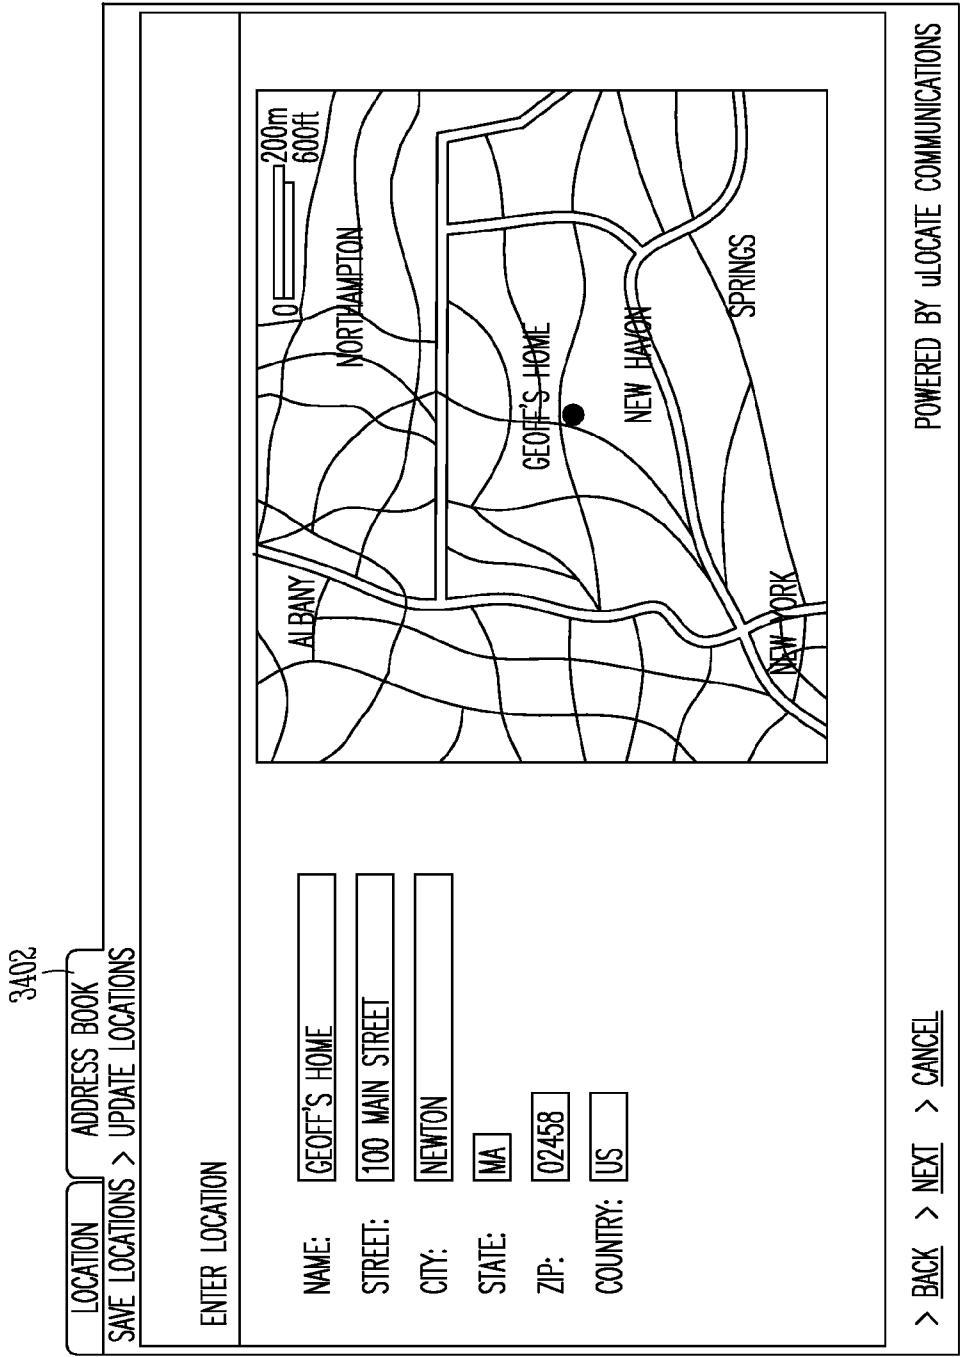 3402
LOCATION
ADDRESS BOOK
SAVE LOCATIONS > UPDATE LOCATIONS
ENTER LOCATION
NAME: GEOFF'S HOME
STREET: 100 MAIN STREET
CITY: NEWTON
STATE: MA
ZIP: 02458
COUNTRY: US
0 200m
600ft
ALBANY
NORTHAMPTON
GEOFF'S HOME
NEW HAVON
SPRINGS
NEW YORK
> BACK > NEXT > CANCEL
POWERED BY uLOCATE COMMUNICATIONS